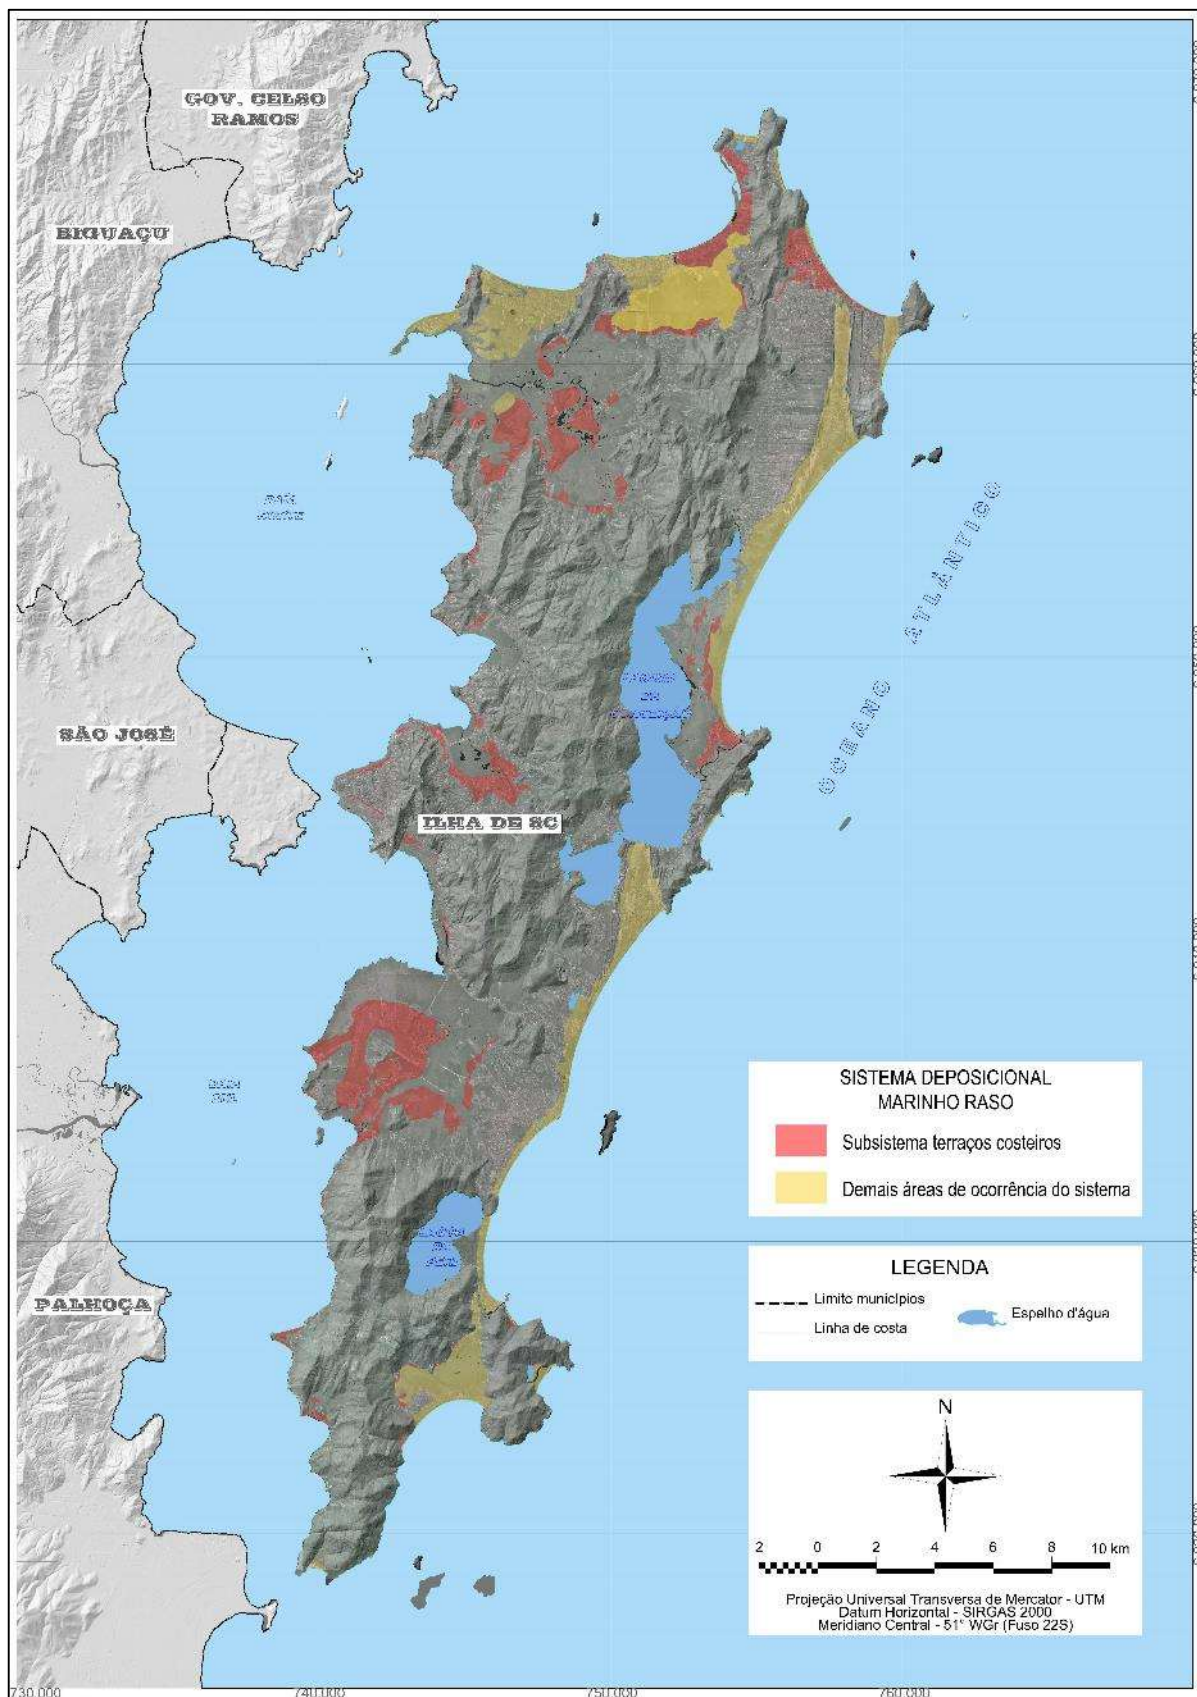 GOV. CELSO
RAMOS
BIGUAÇU
OCEANO ATLÂNTICO
SÃO JOSÉ
ILHA DE SC
SISTEMA DEPOSICIONAL
MARINHO RASO
Subsistema terraços costeiros
Demais áreas de ocorrência do sistema
LEGENDA
Limite municípios
Espelho d'água
Linha de costa
PALHOÇA
N
2 0 2 4 6 8 10 km
Projeção Universal Transversa de Mercator - UTM
Datum Horizontal - SIRGAS 2000
Meridiano Central - 51° WGr (Fuso 22S)
730.000 740.000 750.000 760.000